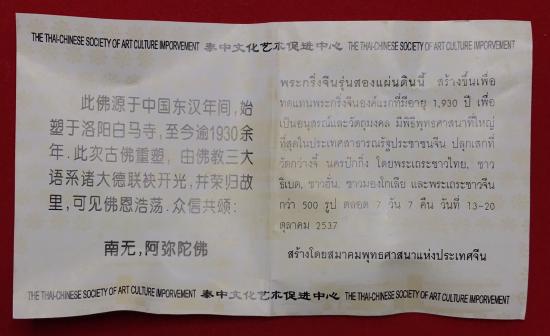 THE THAI-CHINESE SOCIETY OF ART CULTURE IMPORVEMENT 泰中文化艺术促进中心 THE THAI-CHINESE SOCIETY OF ART CULTURE IMPORVEMENT
此佛源于中国东汉年间,始
塑于洛阳白马寺,至今逾1930余
年.此次古佛重塑,由佛教三大
语系诸大德联袂开光,并荣归故
里,可见佛恩浩荡.众信共颂:
南无,阿弥陀佛
พระกริ่งจีนรุ่นสองแผ่นดินนี้ สร้างขึ้นเพื่อ
ทดแทนพระกริ่งจีนองค์แรกที่มีอายุ 1,930 ปี เพื่อ
เป็นอนุสรณ์และวัตถุมงคล มีพิธีพุทธศาสนาที่ใหญ่
ที่สุดในประเทศสาธารณรัฐประชาชนจีน ปลุกเสกที่
วัดกว่างจี่ นครปักกิ่ง โดยพระเถระชาวไทย, ชาว
ธิเบต, ชาวฮั่น, ชาวมองโกเลีย และพระเถระชาวจีน
กว่า 500 รูป ตลอด 7 วัน 7 คืน วันที่ 13-20
ตุลาคม 2537
สร้างโดยสมาคมพุทธศาสนาแห่งประเทศจีน
THE THAI-CHINESE SOCIETY OF ART CULTURE IMPORVEMENT 泰中文化艺术促进中心 THE THAI-CHINESE SOCIETY OF ART CULTURE IMPORVEMENT